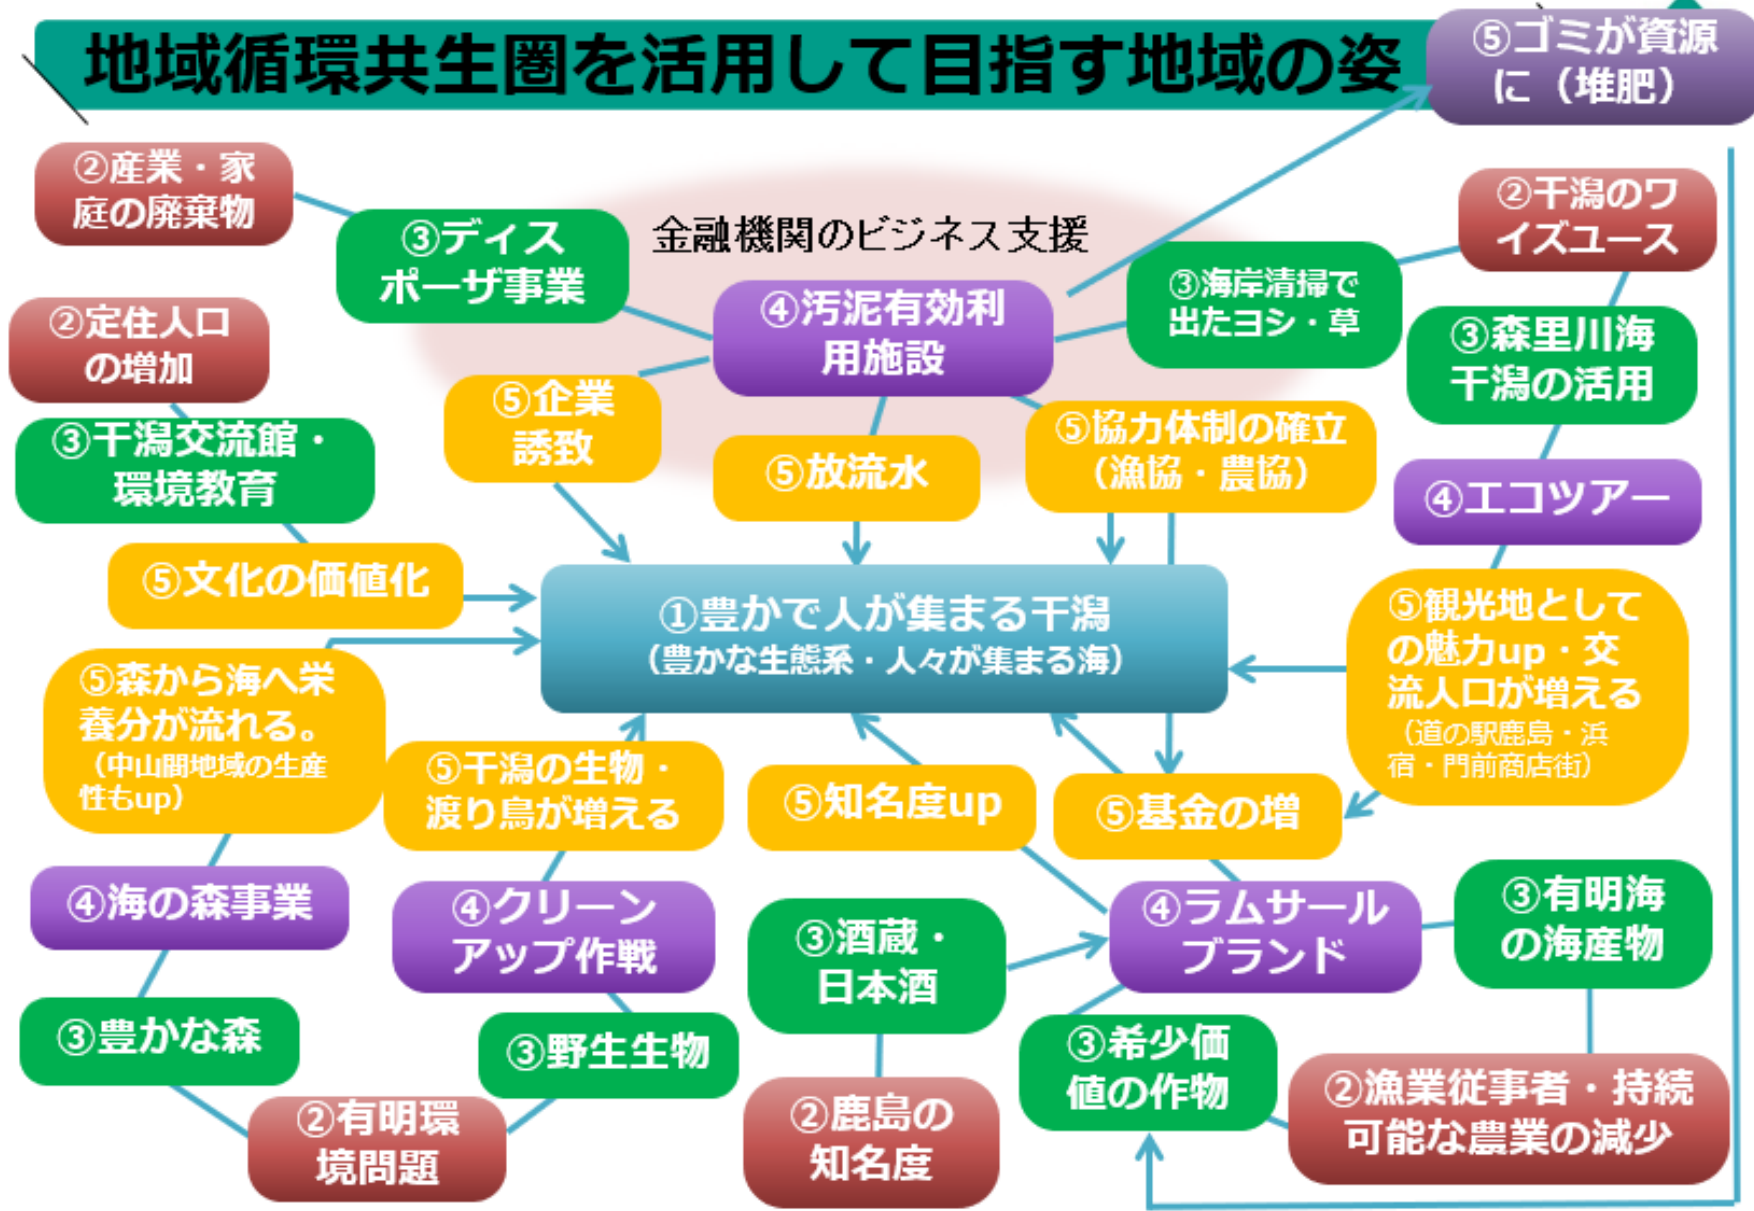 地域循環共生圏を活用して目指す地域の姿
⑤ゴミが資源
に（堆肥）
②産業・家
庭の廃棄物
③ディス
ポーザ事業
金融機関のビジネス支援
②干潟のワ
イズユース
④汚泥有効利
用施設
③海岸清掃で
出たヨシ・草
②定住人口
の増加
③森里川海
干潟の活用
⑤企業
誘致
③干潟交流館・
環境教育
⑤放流水
⑤協力体制の確立
（漁協・農協）
④エコツアー
⑤文化の価値化
①豊かで人が集まる干潟
（豊かな生態系・人々が集まる海）
⑤観光地として
の魅力up・交
流人口が増える
（道の駅鹿島・浜
宿・門前商店街）
⑤森から海へ栄
養分が流れる。
（中山間地域の生産
性もup）
⑤干潟の生物・
渡り鳥が増える
⑤知名度up
⑤基金の増
④海の森事業
④クリーン
アップ作戦
③酒蔵・
日本酒
④ラムサール
ブランド
③有明海
の海産物
③豊かな森
③野生生物
③希少価
値の作物
②有明環
境問題
②鹿島の
知名度
②漁業従事者・持続
可能な農業の減少